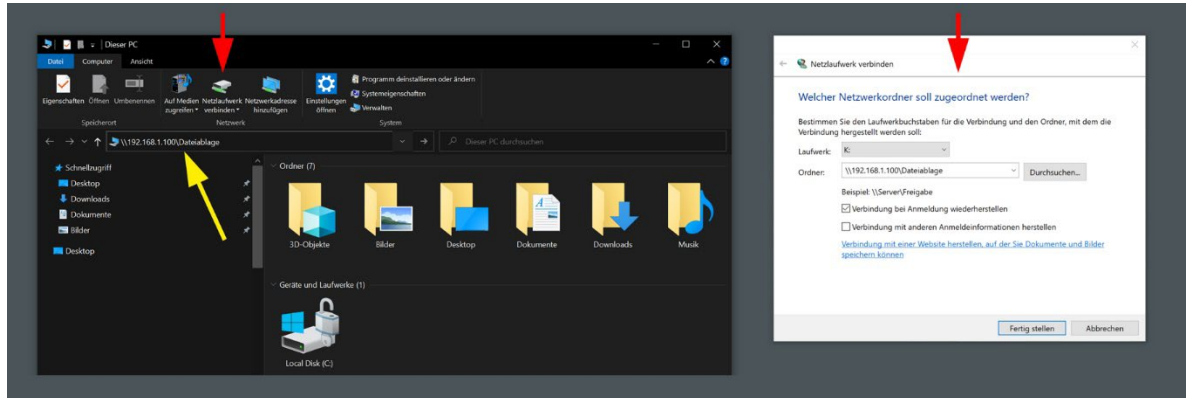 Dieser PC
Datei Computer Ansicht
Eigenschaften Öffnen Umbenennen
Auf Medien zugreifen
Netzlaufwerk verbinden
Netzwerkadresse hinzufügen
Einstellungen öffnen
Programm deinstallieren oder ändern
Systemeigenschaften
Verwalten
Speicherort Netzwerk System
\\192.168.1.100\Dateiablage
Dieser PC durchsuchen
Schnellzugriff
Desktop
Downloads
Dokumente
Bilder
Desktop
Ordner (7)
3D-Objekte Bilder Desktop Dokumente Downloads Musik
Geräte und Laufwerke (1)
Local Disk (C:)
Netzlaufwerk verbinden
Welcher Netzwerkordner soll zugeordnet werden?
Bestimmen Sie den Laufwerkbuchstaben für die Verbindung und den Ordner, mit dem die
Verbindung hergestellt werden soll:
Laufwerk: K:
Ordner: \\192.168.1.100\Dateiablage Durchsuchen...
Beispiel: \\Server\Freigabe
Verbindung bei Anmeldung wiederherstellen
Verbindung mit anderen Anmeldeinformationen herstellen
Verbindung mit einer Website herstellen, auf der Sie Dokumente und Bilder
speichern können
Fertig stellen Abbrechen